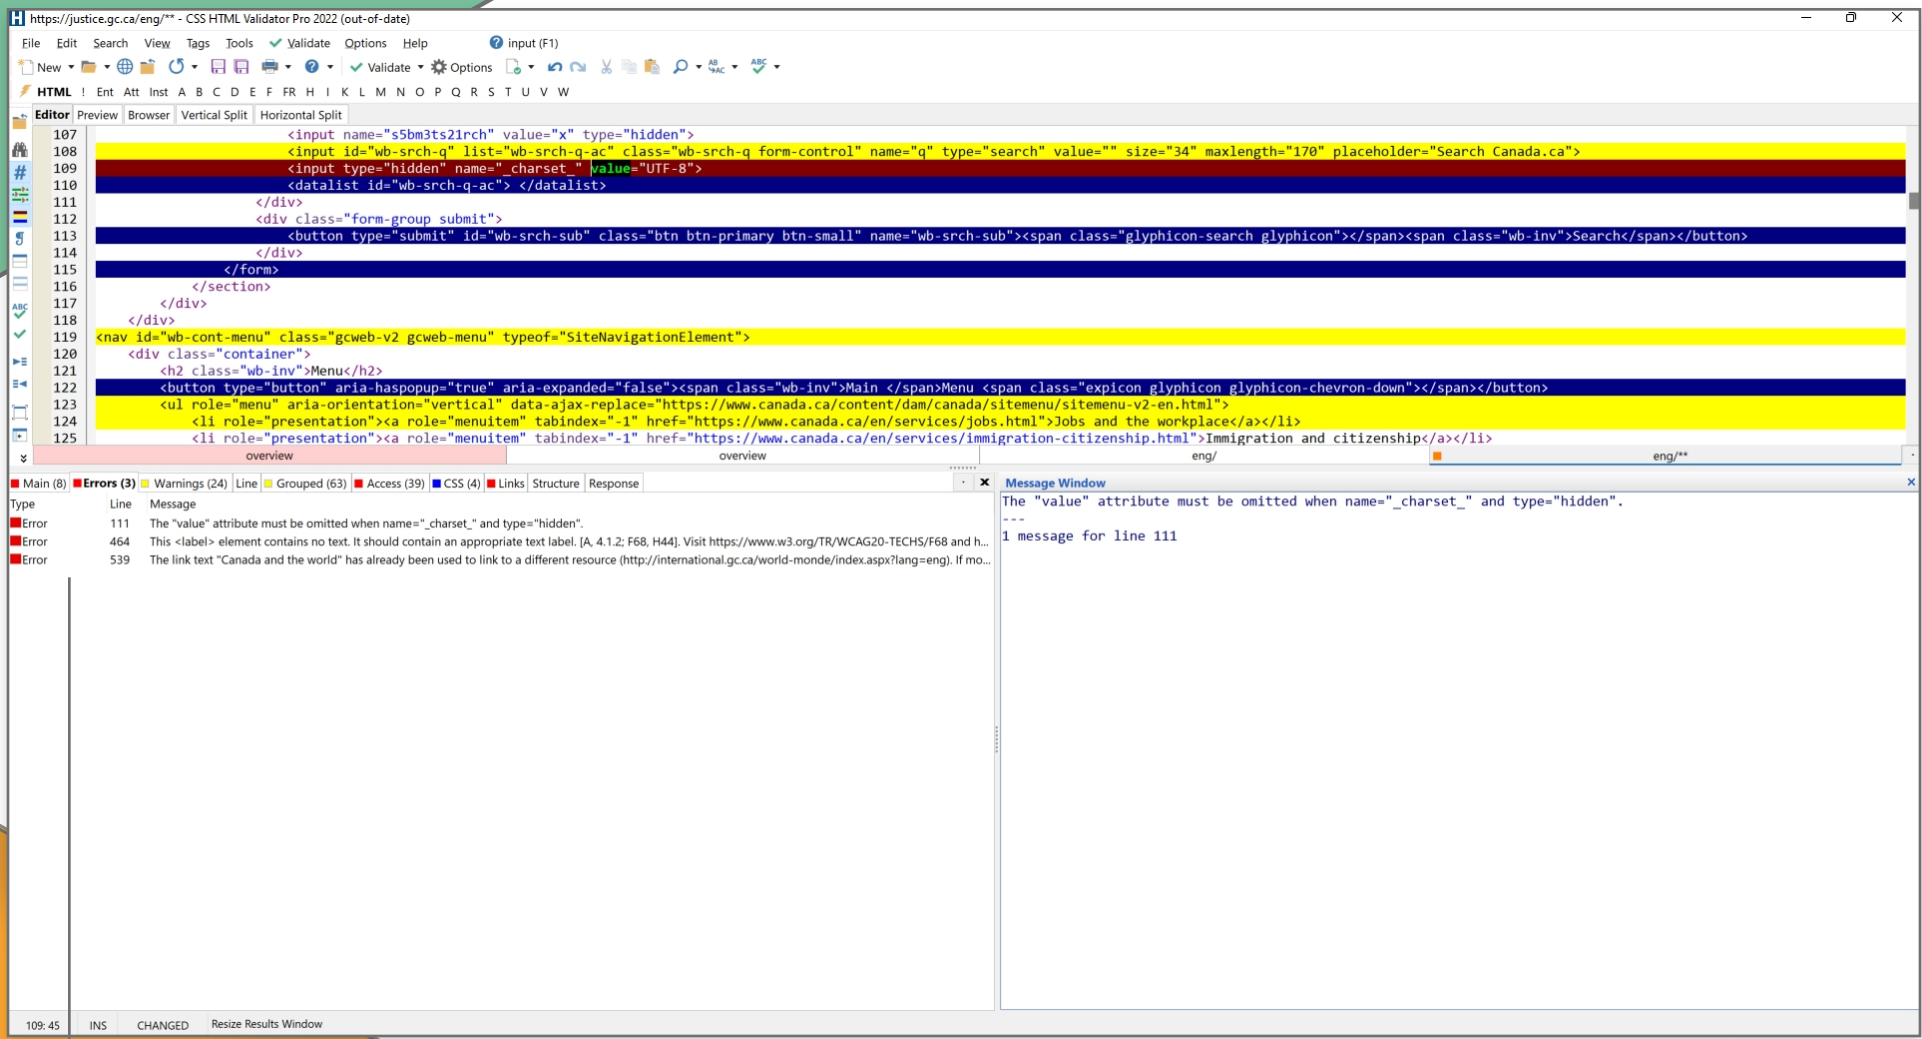 https://justice.gc.ca/eng/** - CSS HTML Validator Pro 2022 (out-of-date)
File Edit Search View Tags Tools Validate Options Help input (F1)
New Validate Options
HTML ! Ent Att Inst A B C D E F FR H I K L M N O P Q R S T U V W
Editor Preview Browser Vertical Split Horizontal Split
107 <input name="s5bm3ts21rch" value="x" type="hidden">
108 <input id="wb-srch-q" list="wb-srch-q-ac" class="wb-srch-q form-control" name="q" type="search" value="" size="34" maxlength="170" placeholder="Search Canada.ca">
109 <input type="hidden" name="_charset_" value="UTF-8">
110 <datalist id="wb-srch-q-ac"> </datalist>
111 </div>
112 <div class="form-group submit">
113 <button type="submit" id="wb-srch-sub" class="btn btn-primary btn-small" name="wb-srch-sub"><span class="glyphicon-search glyphicon"></span><span class="wb-inv">Search</span></button>
114 </div>
115 </form>
116 </section>
117 </div>
118 </div>
119 <nav id="wb-cont-menu" class="gcweb-v2 gcweb-menu" typeof="SiteNavigationElement">
120 <div class="container">
121 <h2 class="wb-inv">Menu</h2>
122 <button type="button" aria-haspopup="true" aria-expanded="false"><span class="wb-inv">Main </span>Menu <span class="expicon glyphicon glyphicon-chevron-down"></span></button>
123 <ul role="menu" aria-orientation="vertical" data-ajax-replace="https://www.canada.ca/content/dam/canada/sitemenu/sitemenu-v2-en.html">
124 <li role="presentation"><a role="menuitem" tabindex="-1" href="https://www.canada.ca/en/services/jobs.html">Jobs and the workplace</a></li>
125 <li role="presentation"><a role="menuitem" tabindex="-1" href="https://www.canada.ca/en/services/immigration-citizenship.html">Immigration and citizenship</a></li>
overview overview eng/ eng/**
Main (8) Errors (3) Warnings (24) Line Grouped (63) Access (39) CSS (4) Links Structure Response
Type Line Message
Error 111 The "value" attribute must be omitted when name="_charset_" and type="hidden".
Error 464 This <label> element contains no text. It should contain an appropriate text label. [A, 4.1.2; F68, H44]. Visit https://www.w3.org/TR/WCAG20-TECHS/F68 and h...
Error 539 The link text "Canada and the world" has already been used to link to a different resource (http://international.gc.ca/world-monde/index.aspx?lang=eng). If mo...
Message Window
The "value" attribute must be omitted when name="_charset_" and type="hidden".
---
1 message for line 111
109: 45 INS CHANGED Resize Results Window